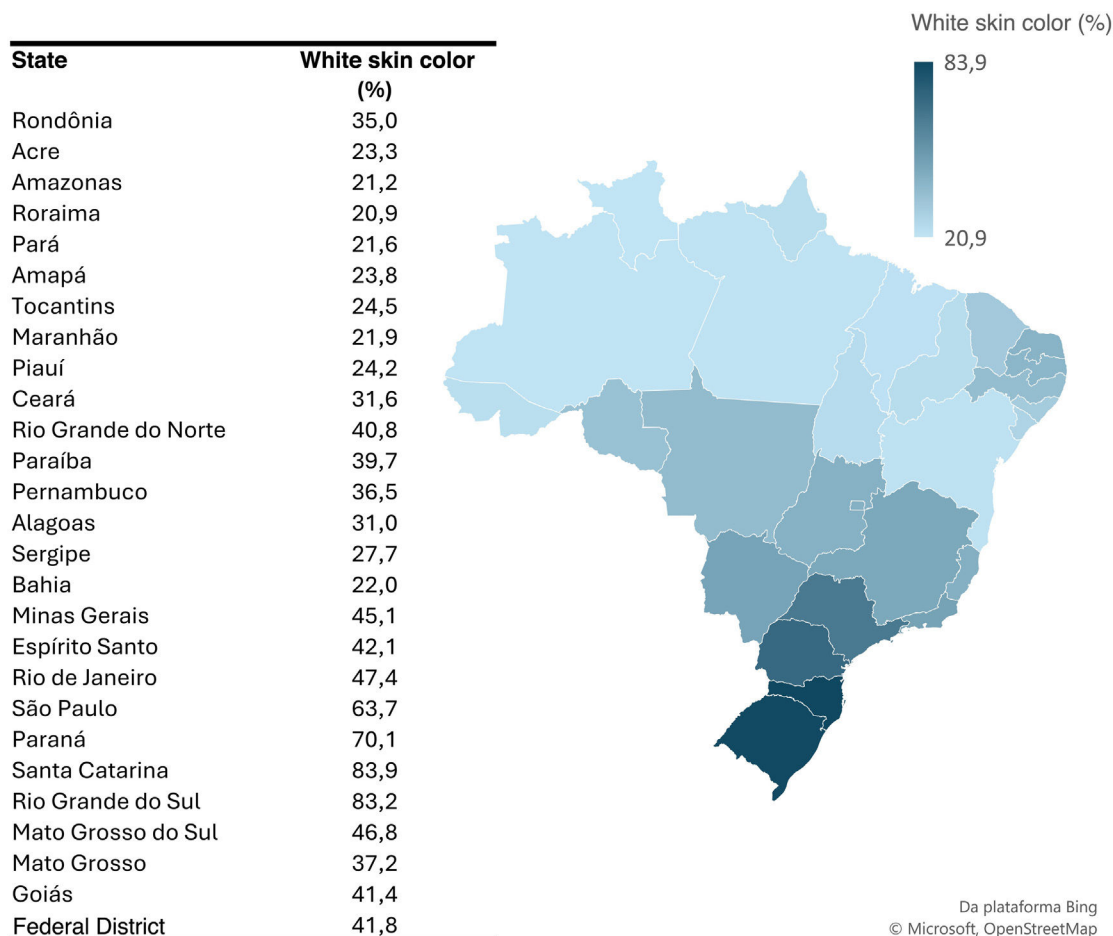 White skin color (%)
83,9
20,9
State White skin color
(%)
Rondônia 35,0
Acre 23,3
Amazonas 21,2
Roraima 20,9
Pará 21,6
Amapá 23,8
Tocantins 24,5
Maranhão 21,9
Piauí 24,2
Ceará 31,6
Rio Grande do Norte 40,8
Paraíba 39,7
Pernambuco 36,5
Alagoas 31,0
Sergipe 27,7
Bahia 22,0
Minas Gerais 45,1
Espírito Santo 42,1
Rio de Janeiro 47,4
São Paulo 63,7
Paraná 70,1
Santa Catarina 83,9
Rio Grande do Sul 83,2
Mato Grosso do Sul 46,8
Mato Grosso 37,2
Goiás 41,4
Federal District 41,8
Da plataforma Bing
© Microsoft, OpenStreetMap